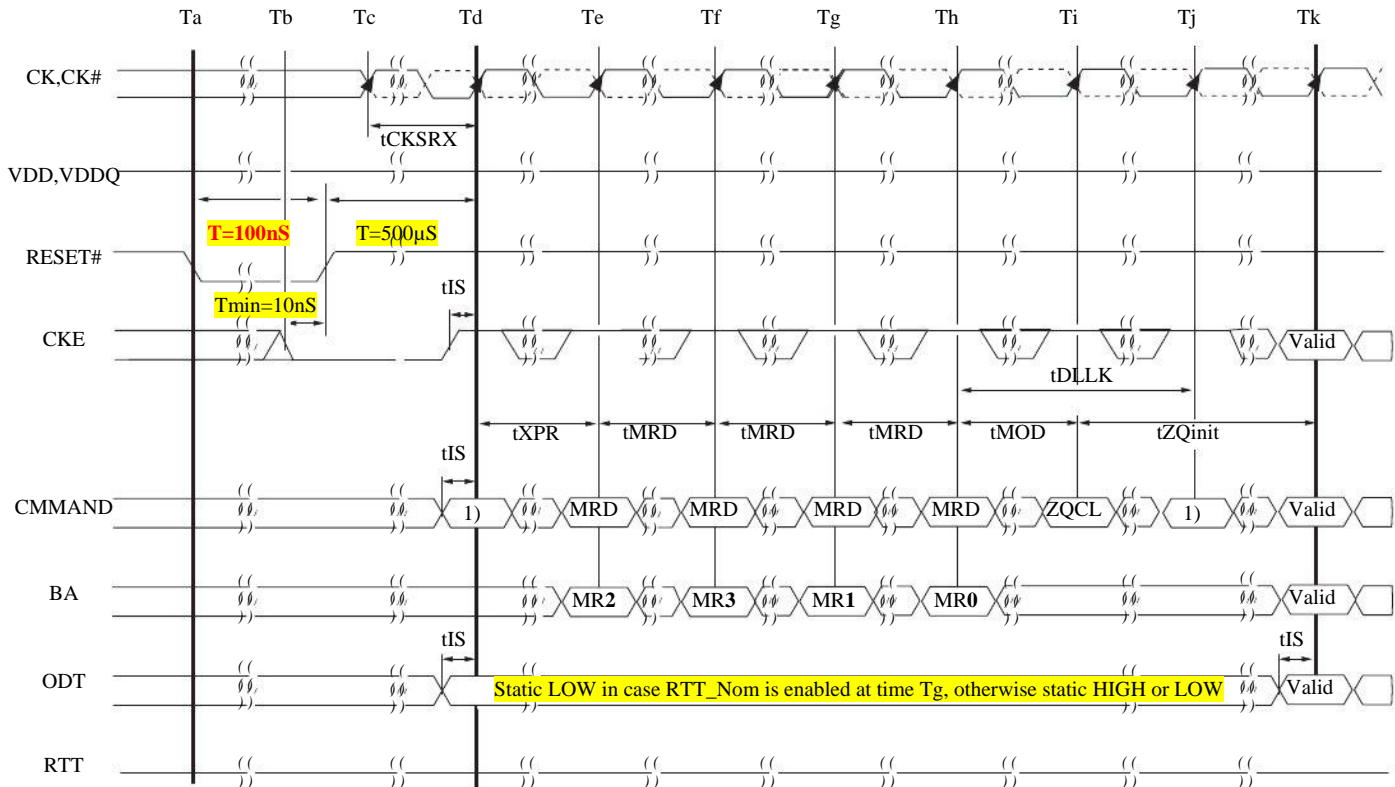 Ta Tb Tc Td Te Tf Tg Th Ti Tj Tk
CK,CK#
tCKSRX
VDD,VDDQ
T=100nS T=500µS
RESET#
Tmin=10nS tIS
CKE Valid
tDLLK
tXPR tMRD tMRD tMRD tMOD tZQinit
tIS
CMMAND 1) MRD MRD MRD MRD ZQCL 1) Valid
BA MR2 MR3 MR1 MR0 Valid
tIS tIS
ODT Static LOW in case RTT_Nom is enabled at time Tg, otherwise static HIGH or LOW Valid
RTT